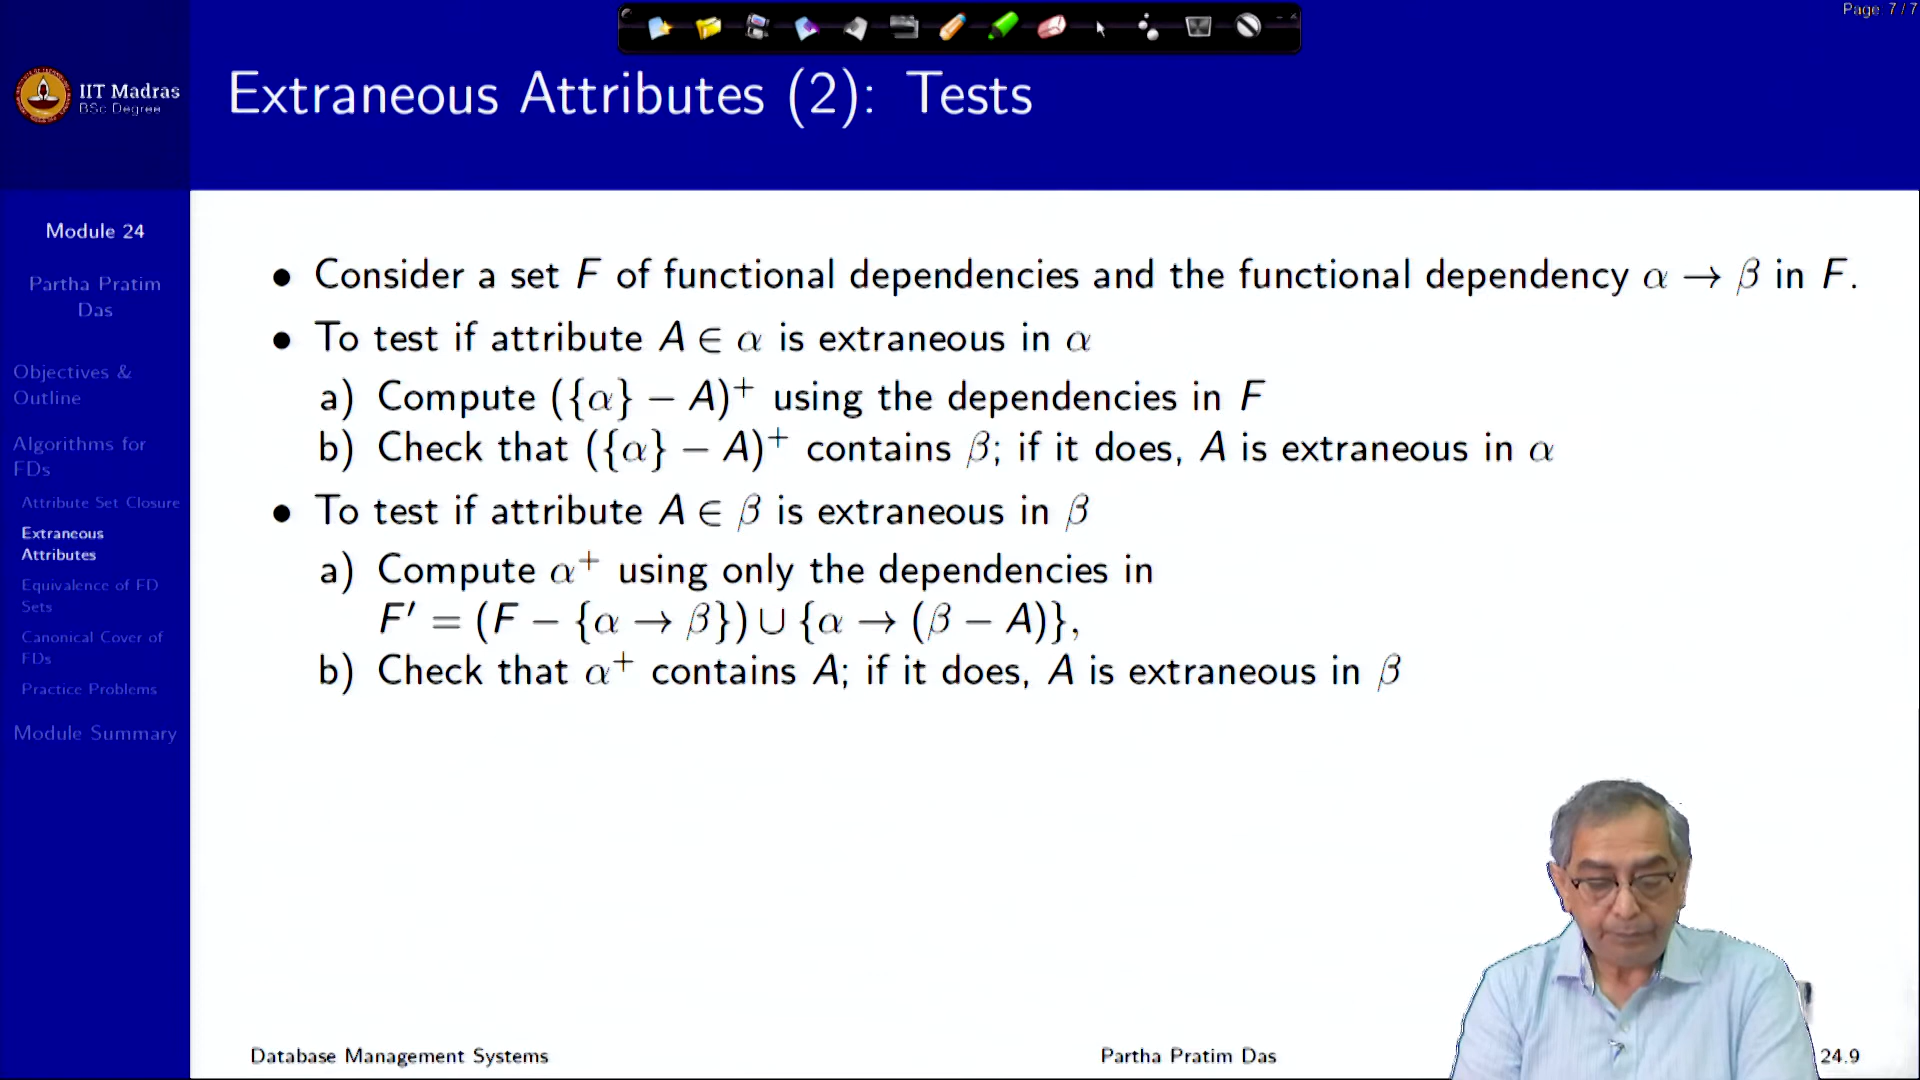 Page: 7 / 7
IIT Madras
BSc Degree
Extraneous Attributes (2): Tests
Module 24
Partha Pratim
Das
Objectives &
Outline
Algorithms for
FDs
Attribute Set Closure
Extraneous
Attributes
Equivalence of FD
Sets
Canonical Cover of
FDs
Practice Problems
Module Summary
• Consider a set F of functional dependencies and the functional dependency α → β in F.
• To test if attribute A ∈ α is extraneous in α
a) Compute ({α} − A)⁺ using the dependencies in F
b) Check that ({α} − A)⁺ contains β; if it does, A is extraneous in α
• To test if attribute A ∈ β is extraneous in β
a) Compute α⁺ using only the dependencies in
F′ = (F − {α → β}) ∪ {α → (β − A)},
b) Check that α⁺ contains A; if it does, A is extraneous in β
Database Management Systems
Partha Pratim Das
24.9